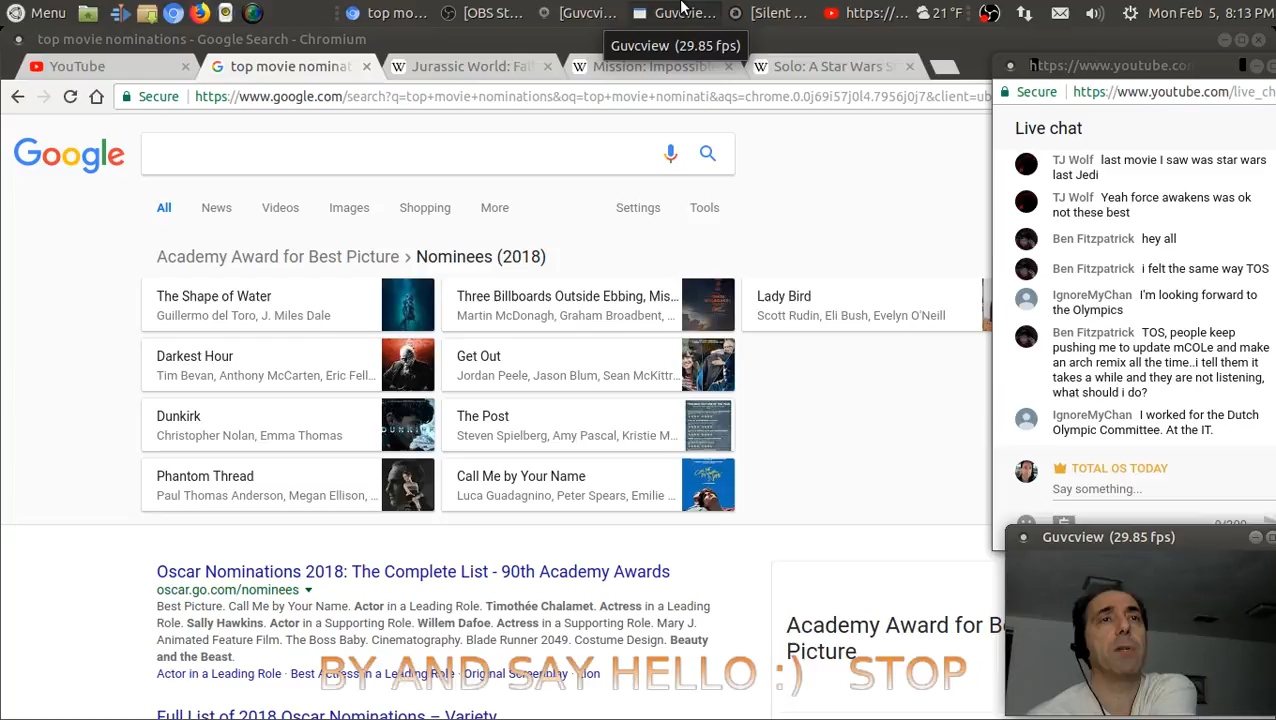 Menu
top mo...
[OBS St...
[Guvcvi...
Guvcvie...
[Silent ...
https:/...
21 °F
Mon Feb 5, 8:13 PM
top movie nominations - Google Search - Chromium
Guvcview (29.85 fps)
YouTube
top movie nominat
Jurassic World: Fal
Mission: Impossibl
Solo: A Star Wars S
https://www.youtube.co
Secure
https://www.google.com/search?q=top+movie+nominations&oq=top+movie+nominati&aqs=chrome.0.0j69i57j0l4.7956j0j7&client=ub
Secure
https://www.youtube.com/live_ch
Google
Live chat
All
News
Videos
Images
Shopping
More
Settings
Tools
Academy Award for Best Picture › Nominees (2018)
The Shape of Water
Guillermo del Toro, J. Miles Dale
Three Billboards Outside Ebbing, Mis...
Martin McDonagh, Graham Broadbent, ...
Lady Bird
Scott Rudin, Eli Bush, Evelyn O'Neill
Darkest Hour
Tim Bevan, Anthony McCarten, Eric Fell...
Get Out
Jordan Peele, Jason Blum, Sean McKittr...
Dunkirk
Christopher Nolan, Emma Thomas
The Post
Steven Spielberg, Amy Pascal, Kristie M...
Phantom Thread
Paul Thomas Anderson, Megan Ellison, ...
Call Me by Your Name
Luca Guadagnino, Peter Spears, Emilie ...
TJ Wolf last movie I saw was star wars
last Jedi
TJ Wolf Yeah force awakens was ok
not these best
Ben Fitzpatrick hey all
Ben Fitzpatrick i felt the same way TOS
IgnoreMyChan I'm looking forward to
the Olympics
Ben Fitzpatrick TOS, people keep
pushing me to update mCOLe and make
an arch remix all the time..i tell them it
takes a while and they are not listening,
what should i do?
IgnoreMyChan i worked for the Dutch
Olympic Committee. At the IT.
TOTAL OS TODAY
Say something...
0/200
Guvcview (29.85 fps)
Oscar Nominations 2018: The Complete List - 90th Academy Awards
oscar.go.com/nominees
Best Picture. Call Me by Your Name. Actor in a Leading Role. Timothée Chalamet. Actress in a Leading
Role. Sally Hawkins. Actor in a Supporting Role. Willem Dafoe. Actress in a Supporting Role. Mary J.
Animated Feature Film. The Boss Baby. Cinematography. Blade Runner 2049. Costume Design. Beauty
and the Beast.
Actor in a Leading Role · Best Actress in a Leading Role · Original Screenplay
Academy Award for B
Picture
BY AND SAY HELLO :) STOP
Full List of 2018 Oscar Nominations – Variety